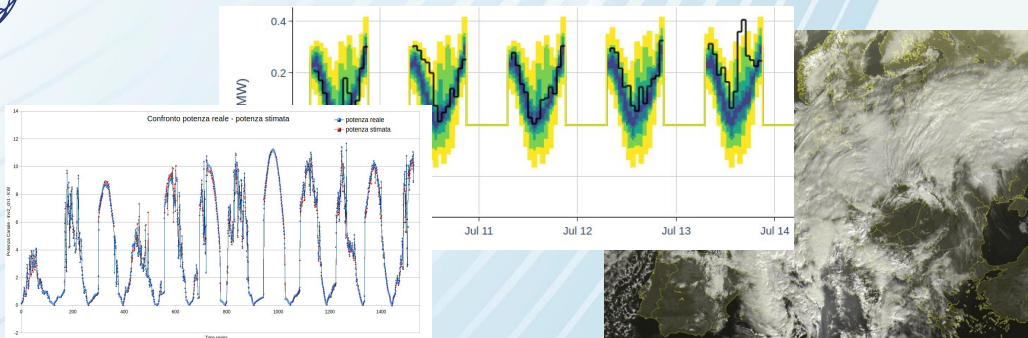 0.4
0.2
MW)
Jul 11
Jul 12
Jul 13
Jul 14
Confronto potenza reale - potenza stimata
potenza reale
potenza stimata
14
12
10
8
6
4
2
0
-2
0
200
400
600
800
1000
1200
1400